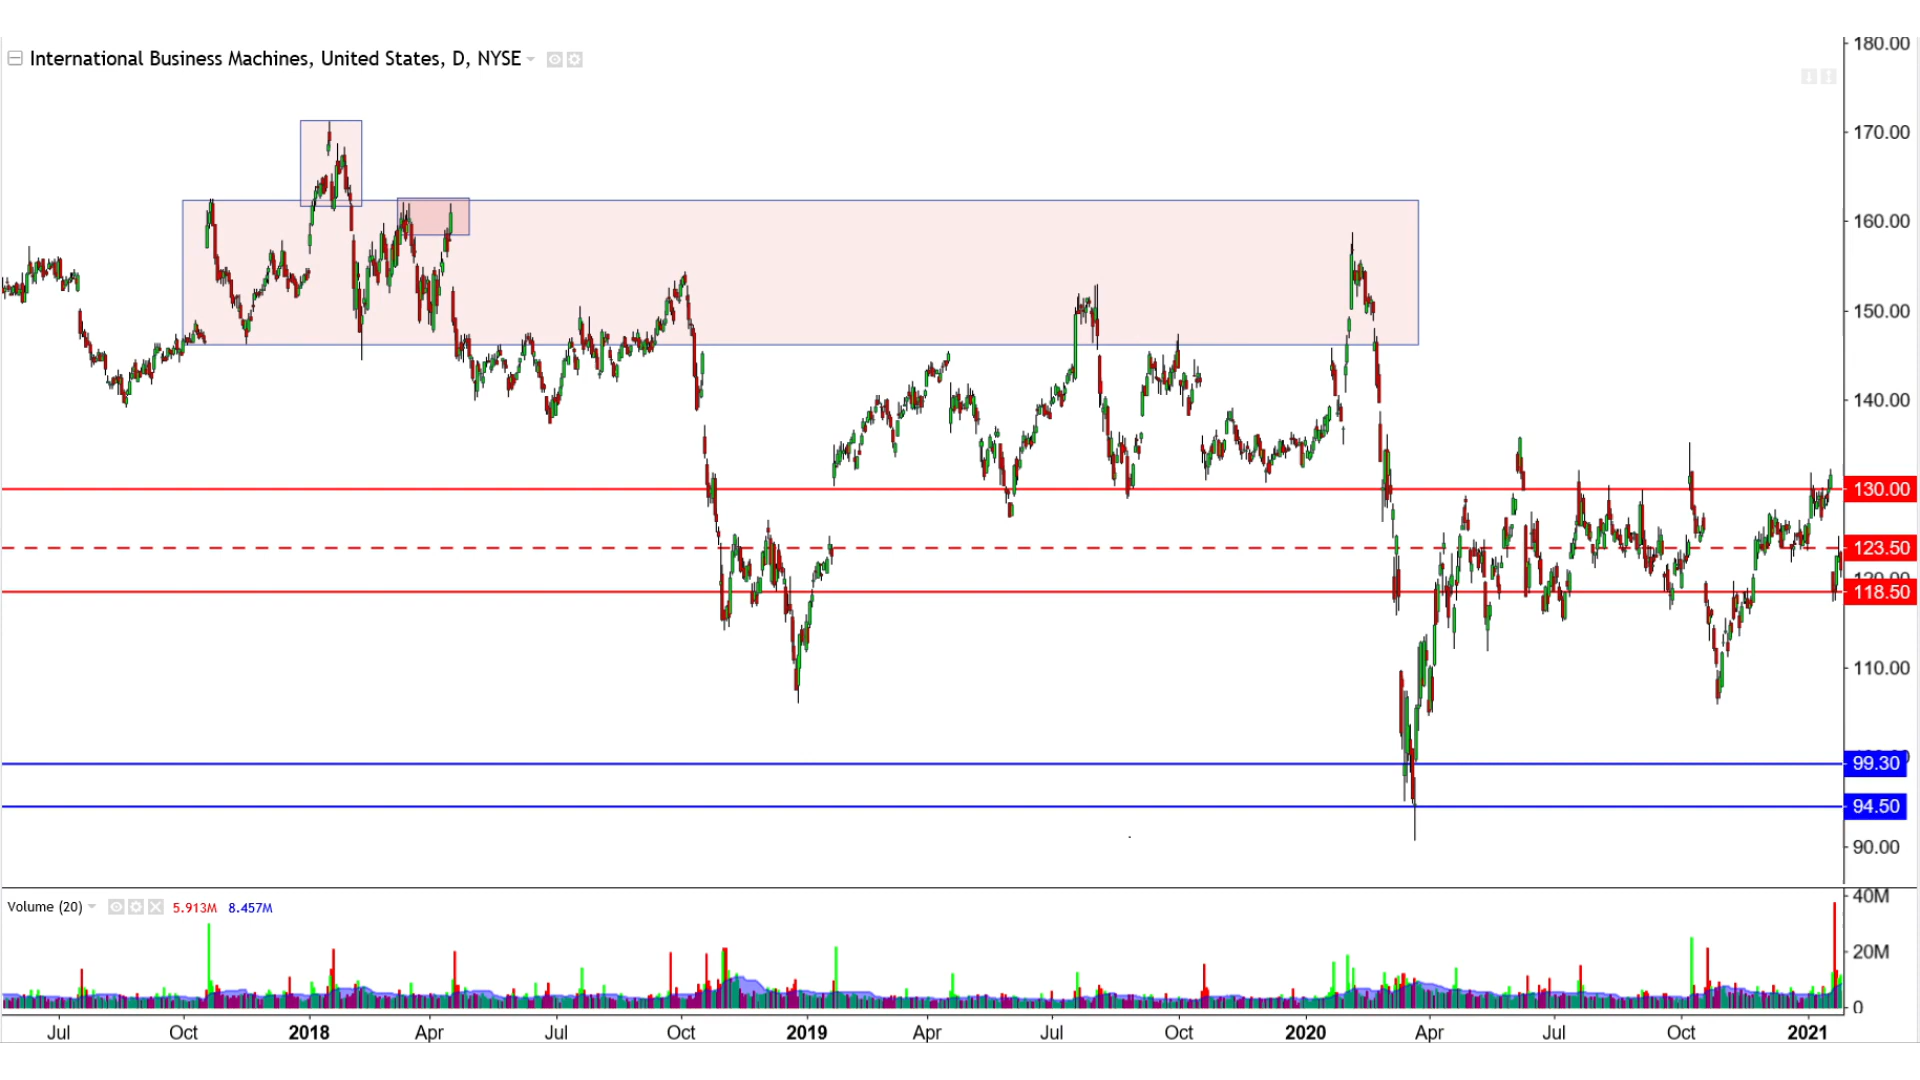 International Business Machines, United States, D, NYSE
180.00
170.00
160.00
150.00
140.00
130.00
123.50
120.00
118.50
110.00
99.30
94.50
90.00
Volume (20) 5.913M 8.457M
40M
20M
0
Jul Oct 2018 Apr Jul Oct 2019 Apr Jul Oct 2020 Apr Jul Oct 2021